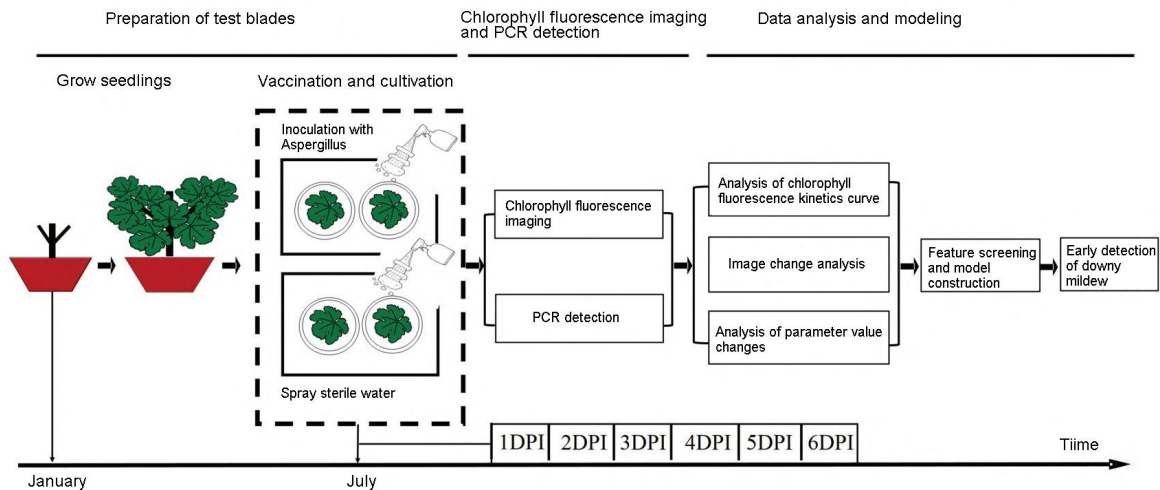 Preparation of test blades
Chlorophyll fluorescence imaging
and PCR detection
Data analysis and modeling
Grow seedlings
Vaccination and cultivation
Inoculation with
Aspergillus
Spray sterile water
Chlorophyll fluorescence
imaging
PCR detection
Analysis of chlorophyll
fluorescence kinetics curve
Image change analysis
Analysis of parameter value
changes
Feature screening
and model
construction
Early detection
of downy
mildew
1DPI 2DPI 3DPI 4DPI 5DPI 6DPI
Tiime
January
July